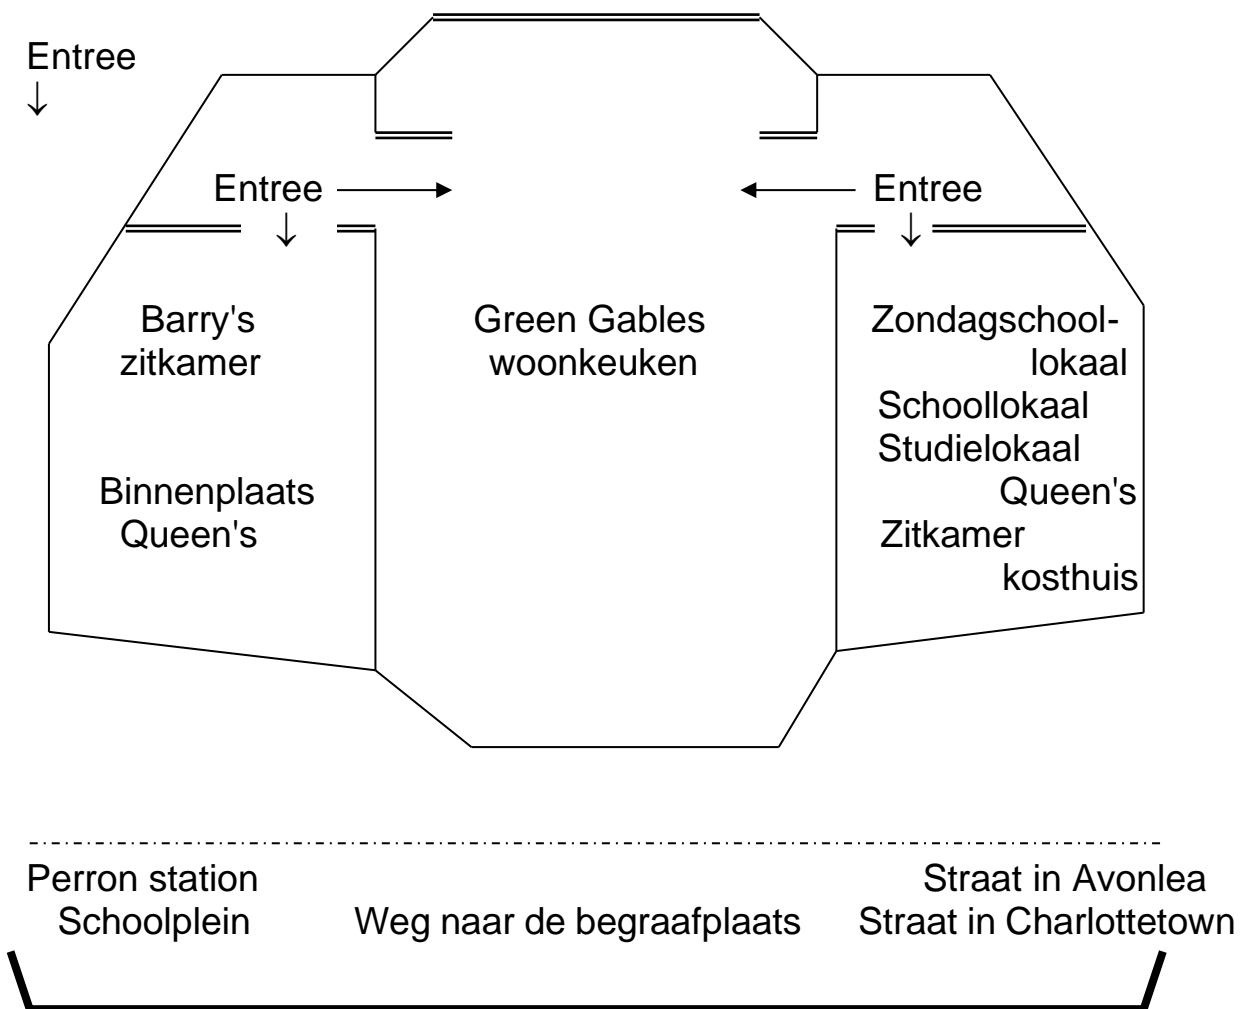 Entree
Entree
Entree
Barry's
zitkamer
Green Gables
woonkeuken
Zondagschool-
lokaal
Schoollokaal
Studielokaal
Queen's
Zitkamer
kosthuis
Binnenplaats
Queen's
Perron station
Schoolplein
Weg naar de begraafplaats
Straat in Avonlea
Straat in Charlottetown